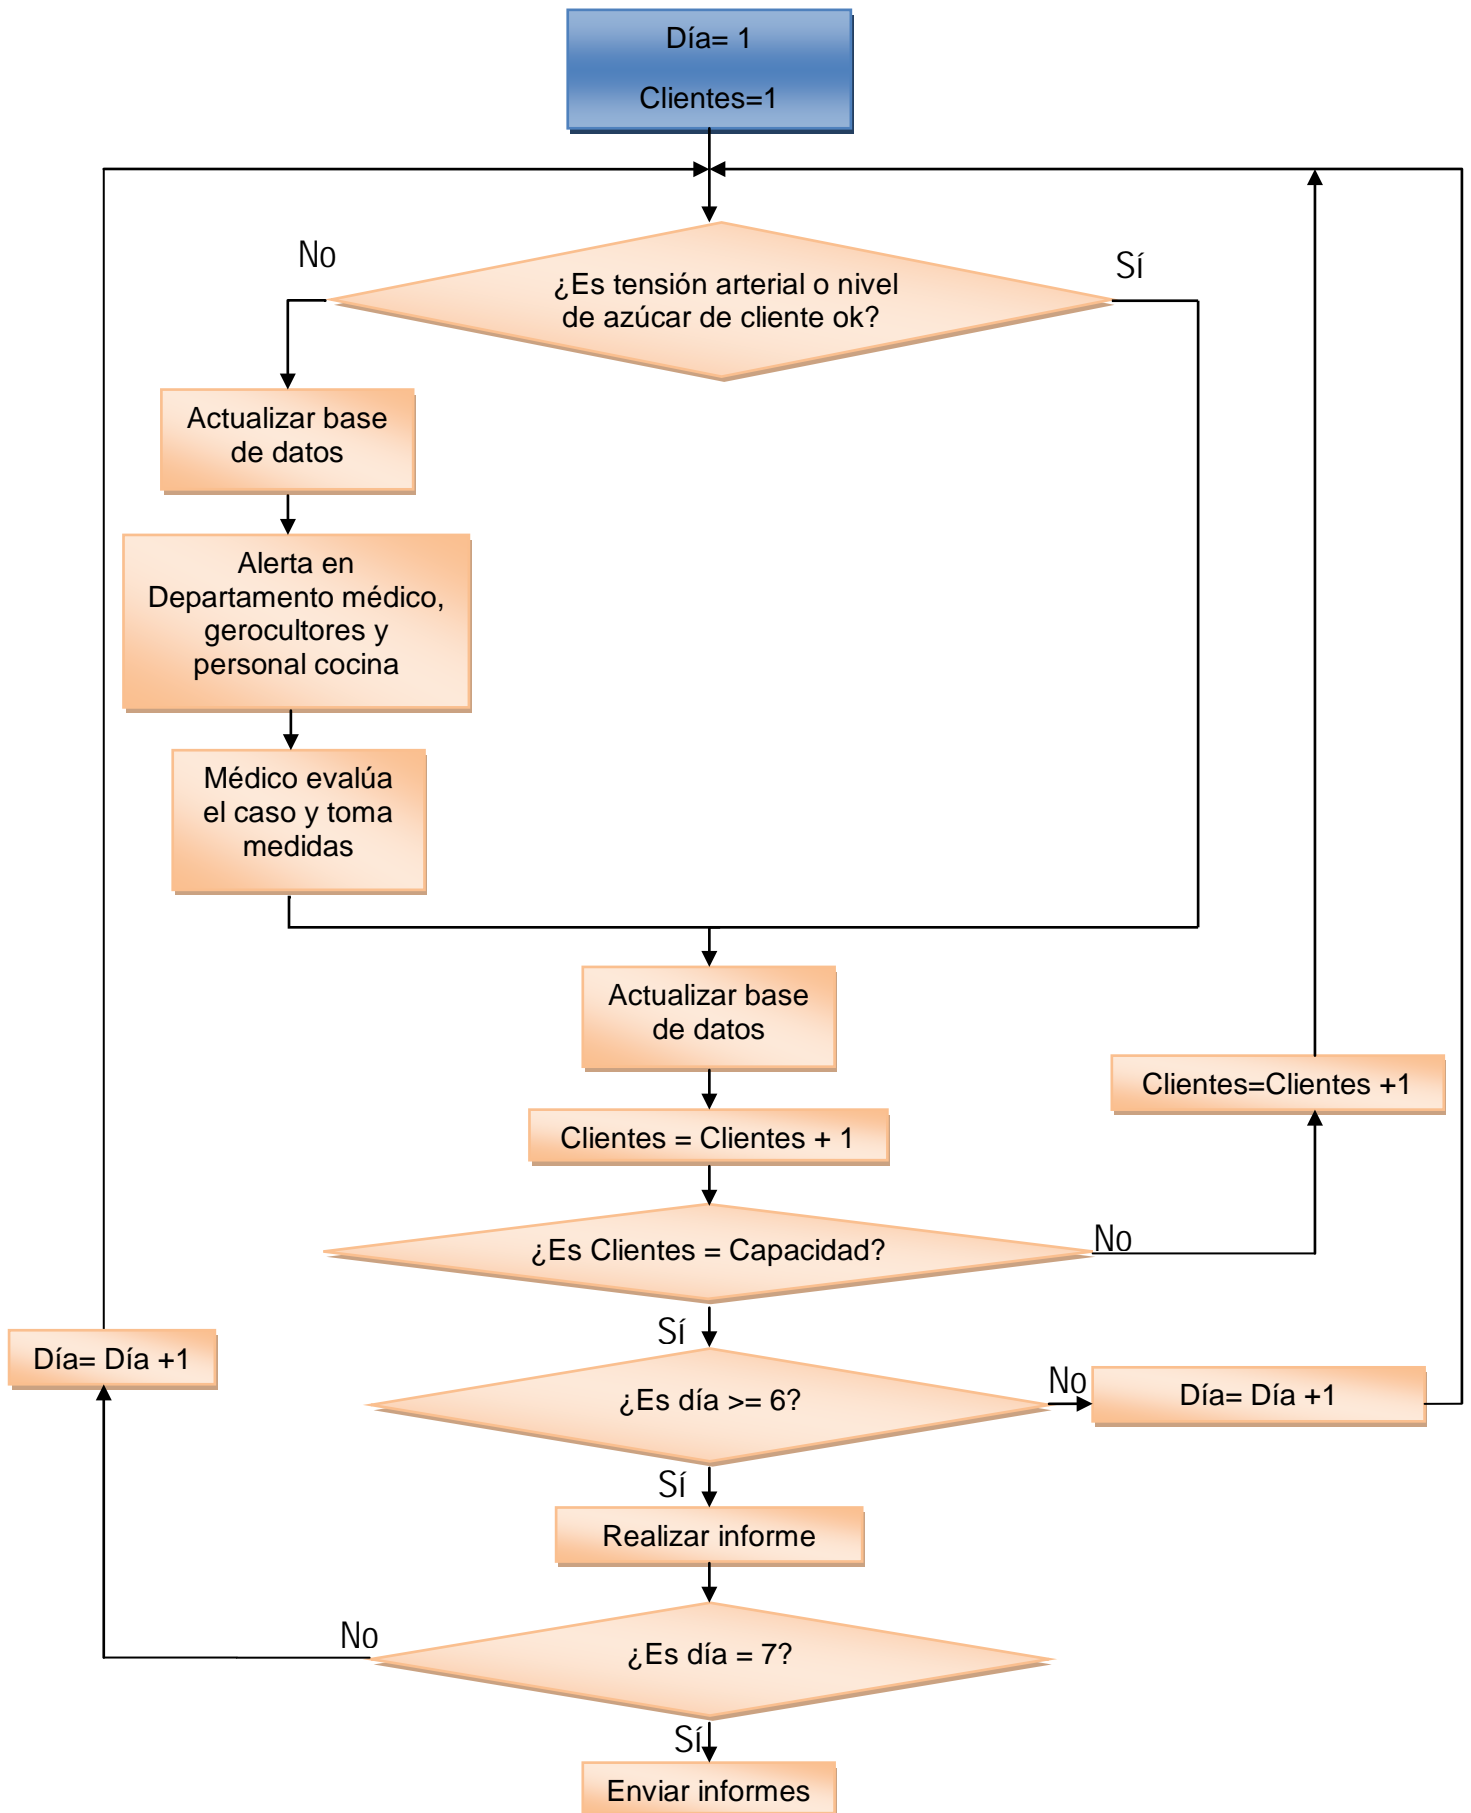 Día= 1
Clientes=1
No
Sí
¿Es tensión arterial o nivel
de azúcar de cliente ok?
Actualizar base
de datos
Alerta en
Departamento médico,
gerocultores y
personal cocina
Médico evalúa
el caso y toma
medidas
Actualizar base
de datos
Clientes=Clientes +1
Clientes = Clientes + 1
¿Es Clientes = Capacidad?
No
Sí
Día= Día +1
¿Es día >= 6?
No
Día= Día +1
Sí
Realizar informe
No
¿Es día = 7?
Sí
Enviar informes